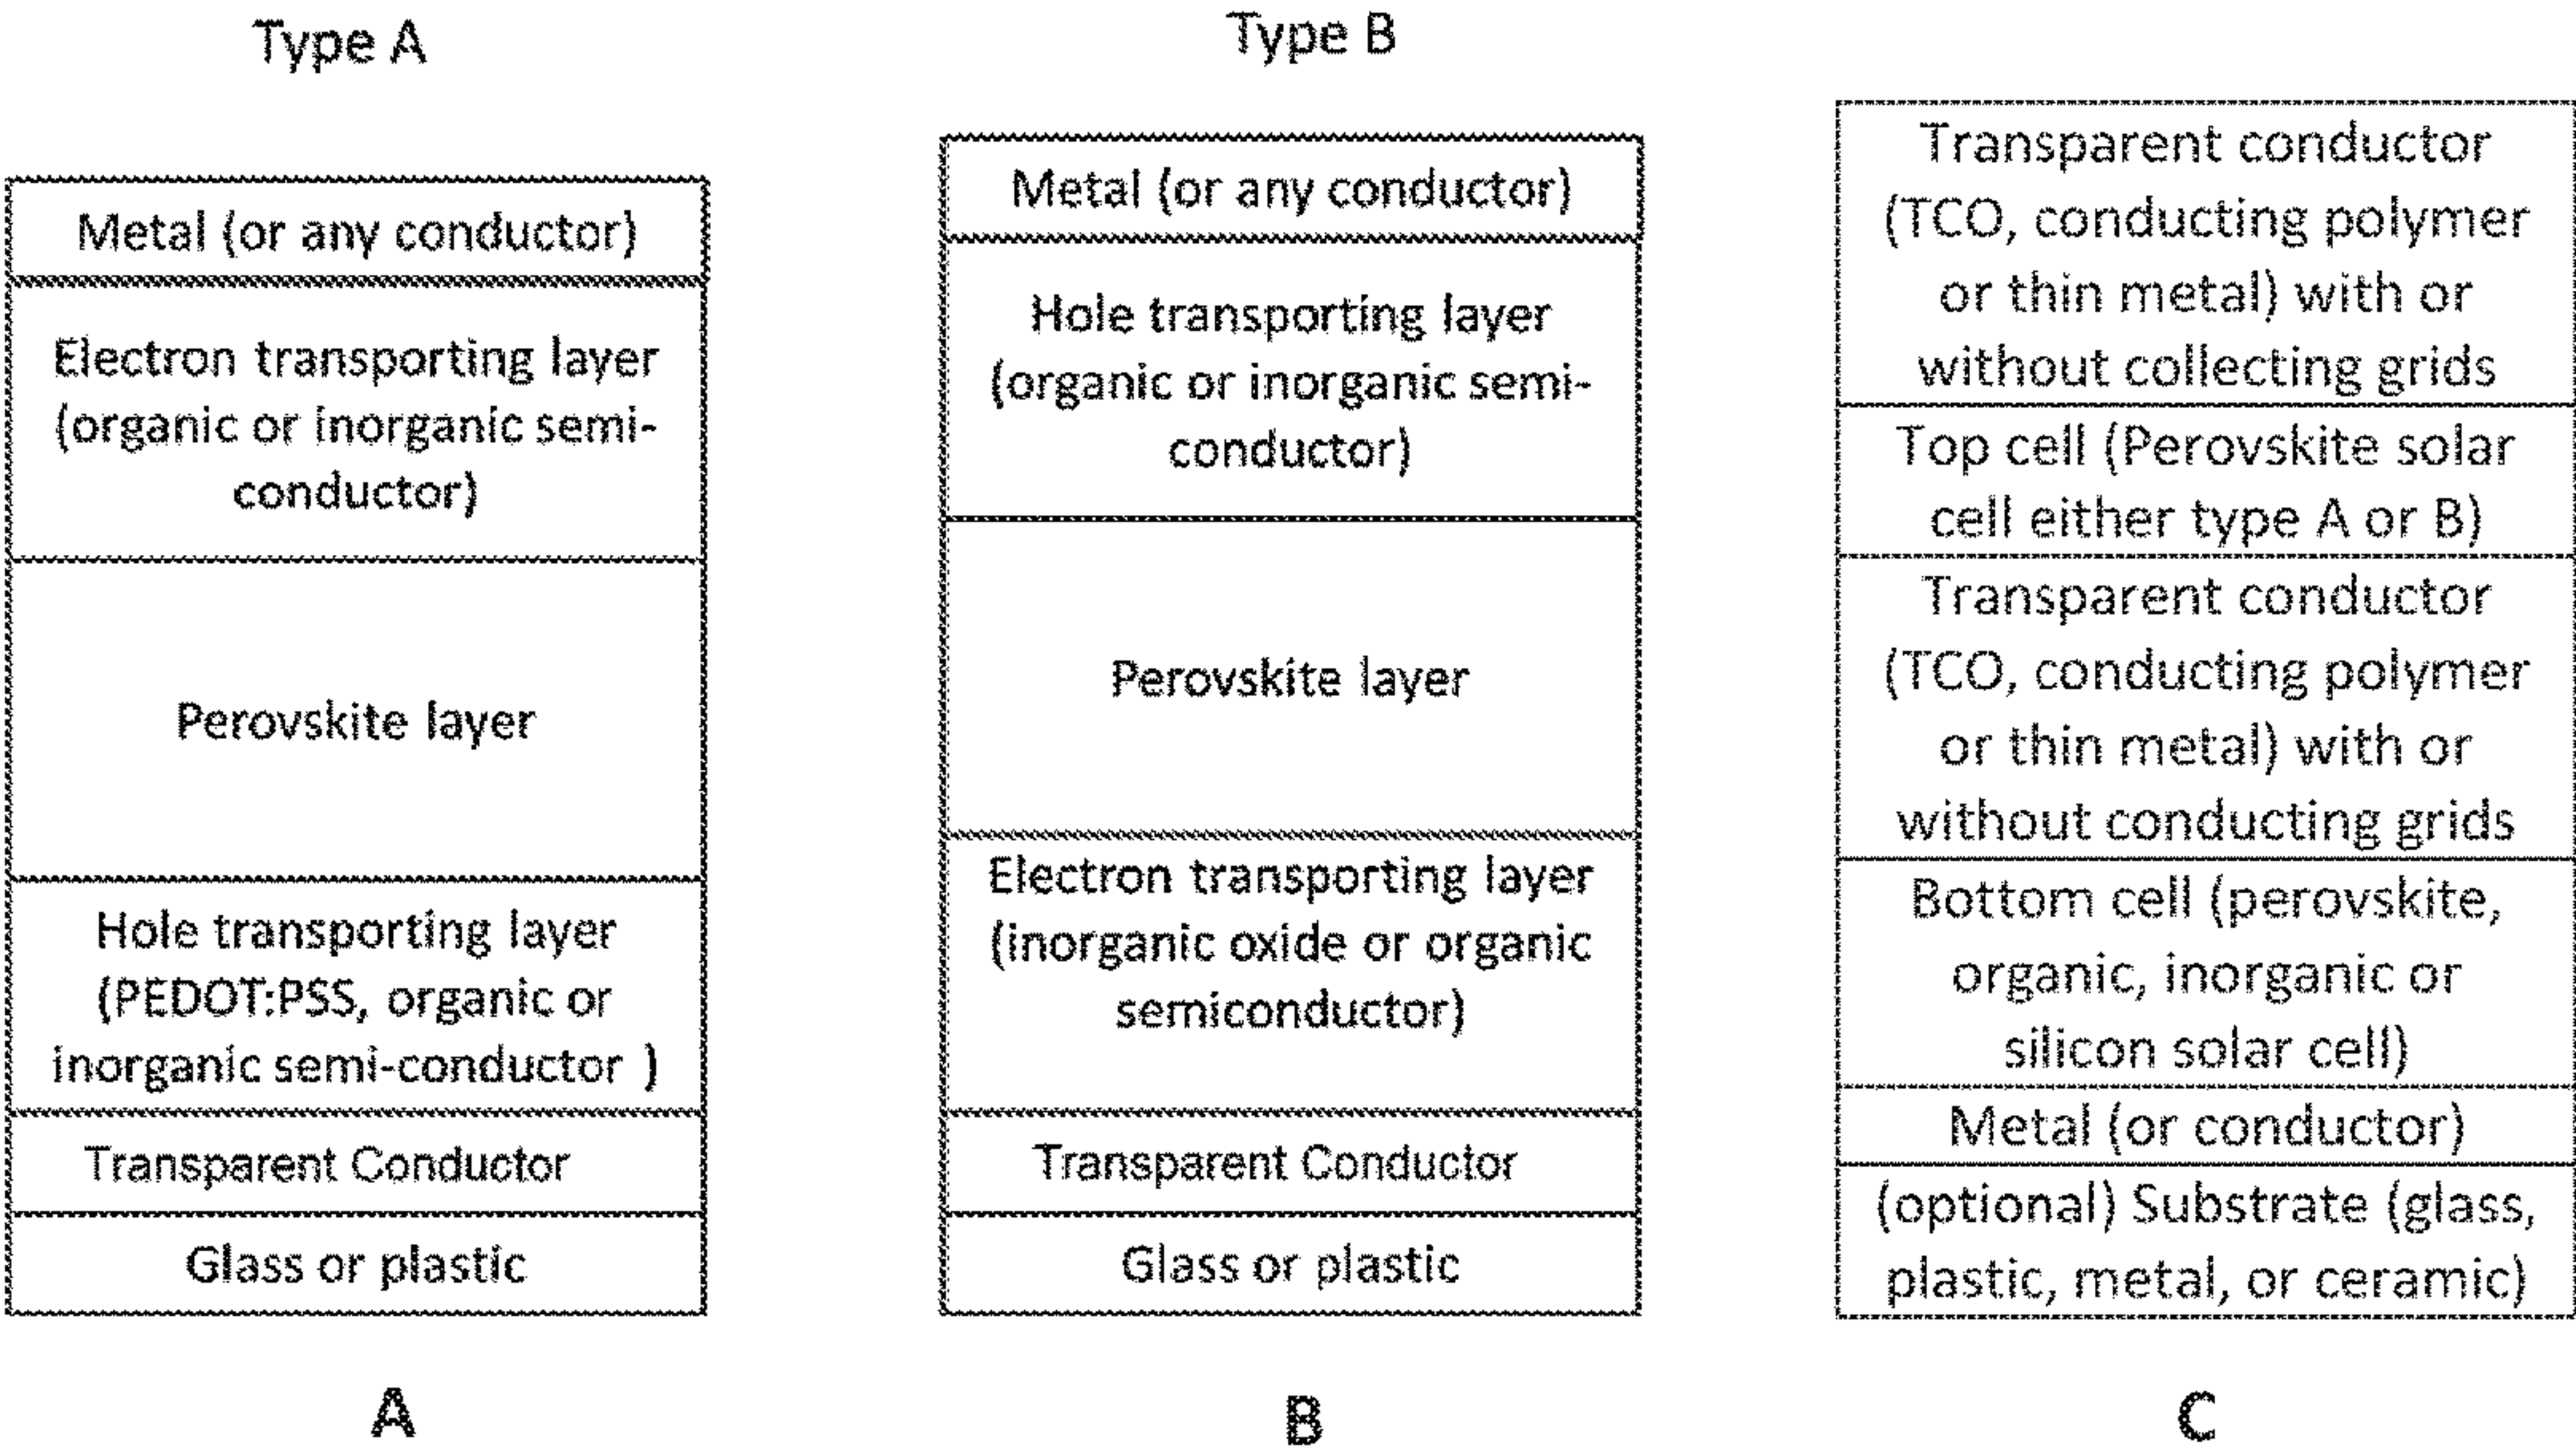 Type A
Metal (or any conductor)
Electron transporting layer
(organic or inorganic semi-
conductor)
Perovskite layer
Hole transporting layer
(PEDOT:PSS, organic or
inorganic semi-conductor )
Transparent Conductor
Glass or plastic
A
Type B
Metal (or any conductor)
Hole transporting layer
(organic or inorganic semi-
conductor)
Perovskite layer
Electron transporting layer
(inorganic oxide or organic
semiconductor)
Transparent Conductor
Glass or plastic
B
Transparent conductor
(TCO, conducting polymer
or thin metal) with or
without collecting grids
Top cell (Perovskite solar
cell either type A or B)
Transparent conductor
(TCO, conducting polymer
or thin metal) with or
without conducting grids
Bottom cell (perovskite,
organic, inorganic or
silicon solar cell)
Metal (or conductor)
(optional) Substrate (glass,
plastic, metal, or ceramic)
C